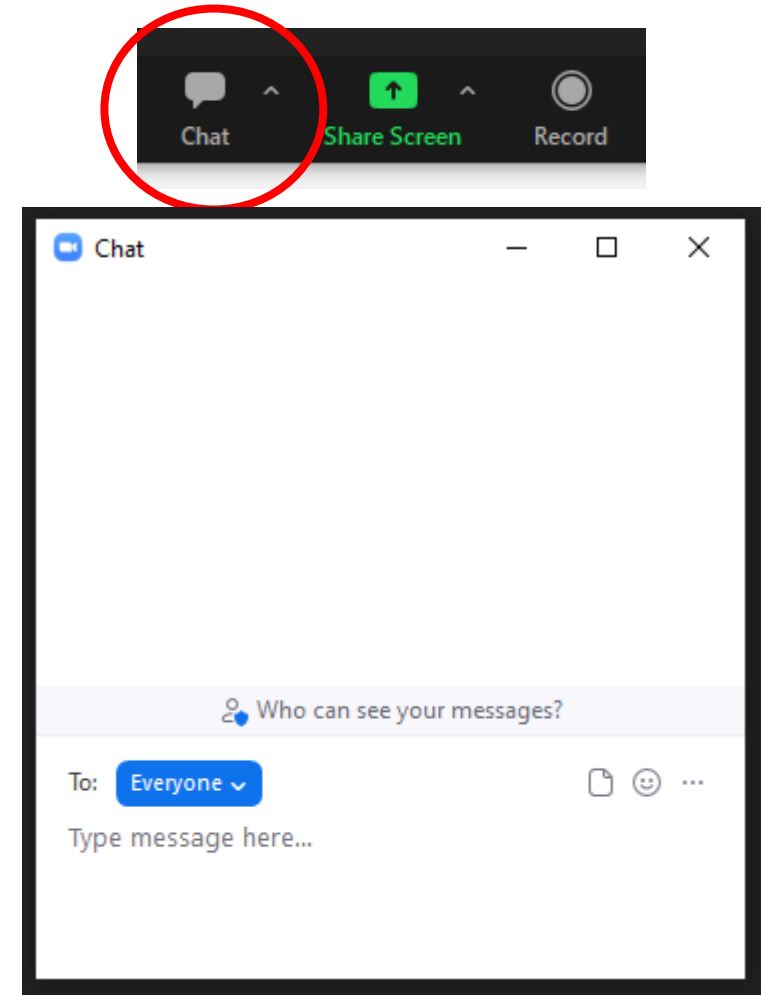 Chat
Share Screen
Record
Chat
Who can see your messages?
To: Everyone
Type message here...